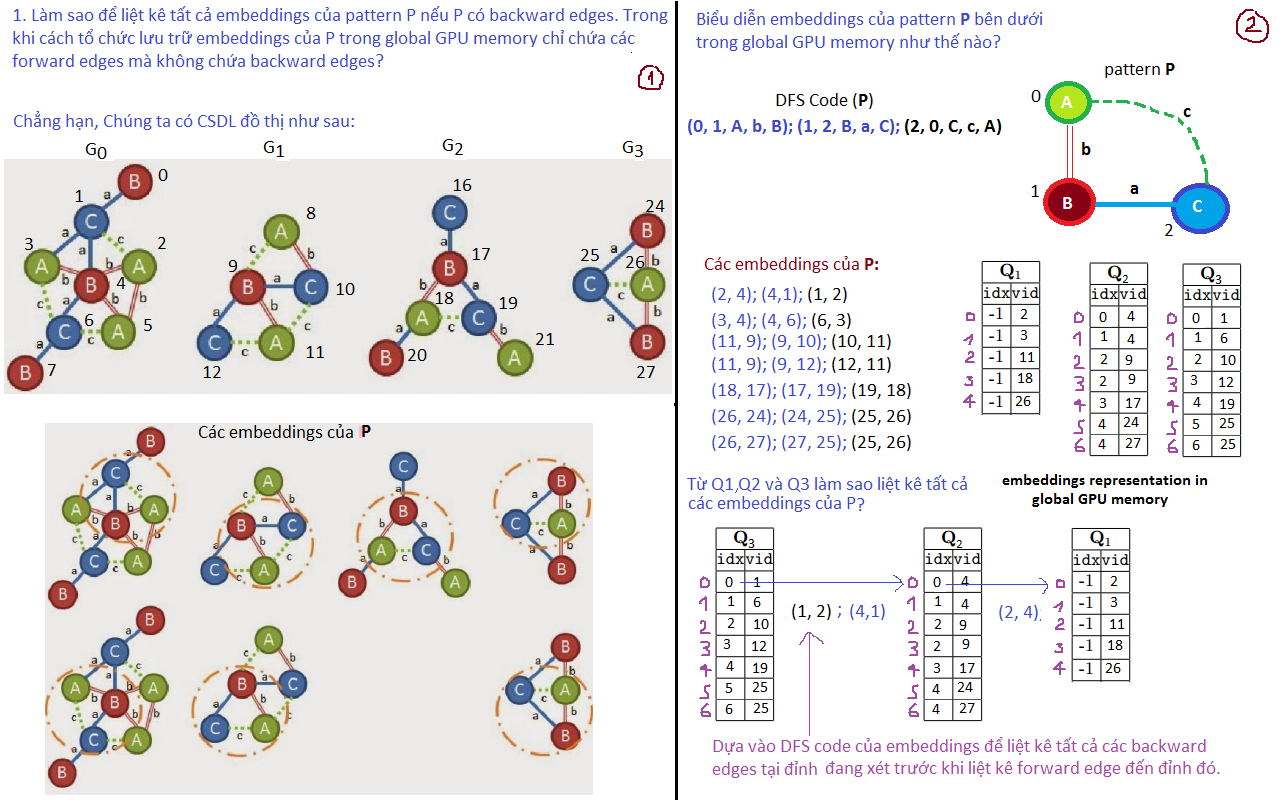 1. Làm sao để liệt kê tất cả embeddings của pattern P nếu P có backward edges. Trong
khi cách tổ chức lưu trữ embeddings của P trong global GPU memory chỉ chứa các
forward edges mà không chứa backward edges?
1
Chẳng hạn, Chúng ta có CSDL đồ thị như sau:
G0 G1 G2 G3
B 0
1 a
C
3 a a c 2
A b B b A
4
c a b b
C 6 c A 5
a
B 7
A 8
c b
9 B a C 10
a b c
C c A
12 11
16
C
a
B 17
b 18 a 19
A c C
a b 21
B 20 A
24
B
25 a 26 b
C c A
a b
B
27
Các embeddings của P
B
a
C
a a c
A b B b A
a b b
C c A
a
B
A
c b
B a C
a b c
C c A
C
a
B
b a
A c C
a b
B A
B
a b
C c A
a b
B
B
a
C
a a c
A b B b A
c a b b
C c A
a
B
A
c b
B a C
a b c
C c A
B
a b
C c A
a b
B
Biểu diễn embeddings của pattern P bên dưới
trong global GPU memory như thế nào?
2
pattern P
0 A
c
b
1 B a C
2
DFS Code (P)
(0, 1, A, b, B); (1, 2, B, a, C); (2, 0, C, c, A)
Các embeddings của P:
(2, 4); (4,1); (1, 2)
(3, 4); (4, 6); (6, 3)
(11, 9); (9, 10); (10, 11)
(11, 9); (9, 12); (12, 11)
(18, 17); (17, 19); (19, 18)
(26, 24); (24, 25); (25, 26)
(26, 27); (27, 25); (25, 26)
Q1
idx vid
0 -1 2
1 -1 3
2 -1 11
3 -1 18
4 -1 26
Q2
idx vid
0 0 4
1 1 4
2 2 9
3 2 9
4 3 17
5 4 24
6 4 27
Q3
idx vid
0 0 1
1 1 6
2 2 10
3 3 12
4 4 19
5 5 25
6 6 25
embeddings representation in
global GPU memory
Từ Q1,Q2 và Q3 làm sao liệt kê tất cả
các embeddings của P?
Q3
idx vid
0 0 1
1 1 6
2 2 10
3 3 12
4 4 19
5 5 25
6 6 25
(1, 2) ; (4,1)
Q2
idx vid
0 0 4
1 1 4
2 2 9
3 2 9
4 3 17
5 4 24
6 4 27
(2, 4);
Q1
idx vid
0 -1 2
1 -1 3
2 -1 11
3 -1 18
4 -1 26
Dựa vào DFS code của embeddings để liệt kê tất cả các backward
edges tại đỉnh đang xét trước khi liệt kê forward edge đến đỉnh đó.